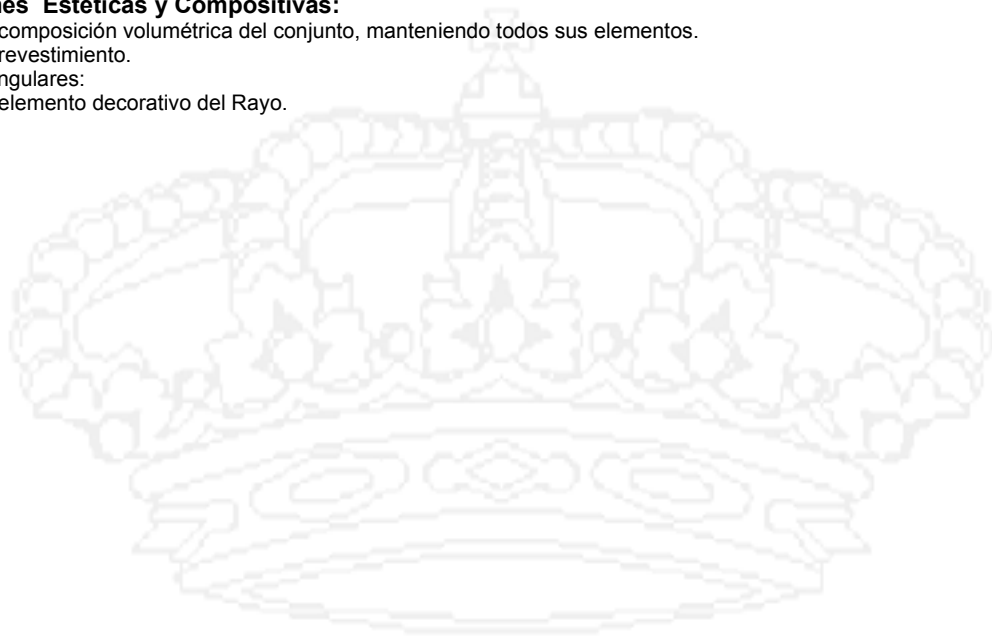 nes Estéticas y Compositivas:
composición volumétrica del conjunto, manteniendo todos sus elementos.
revestimiento.
ngulares:
elemento decorativo del Rayo.